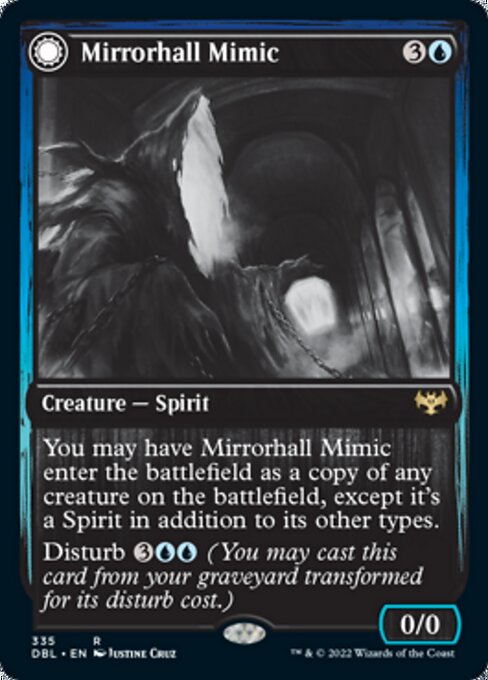 Mirrorhall Mimic 3
Creature — Spirit
You may have Mirrorhall Mimic
enter the battlefield as a copy of any
creature on the battlefield, except it's
a Spirit in addition to its other types.
Disturb 3 (You may cast this
card from your graveyard transformed
for its disturb cost.)
0/0
335 R
DBL • EN Justine Cruz
™ & © 2022 Wizards of the Coast